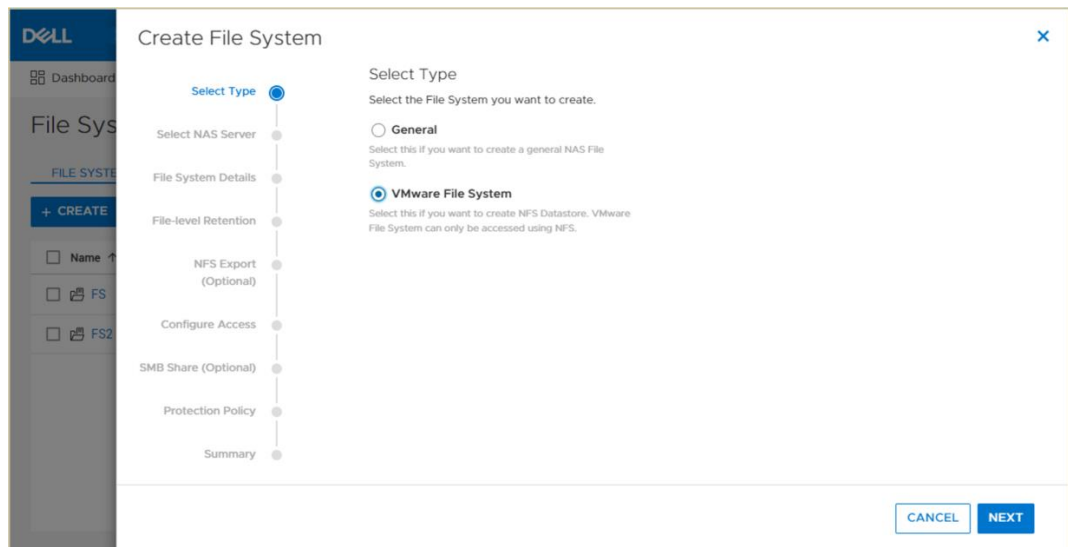 DELL
Create File System
Dashboard
File Sys
FILE SYSTE
+ CREATE
Name ↑
FS
FS2
Select Type
Select NAS Server
File System Details
File-level Retention
NFS Export
(Optional)
Configure Access
SMB Share (Optional)
Protection Policy
Summary
Select Type
Select the File System you want to create.
General
Select this if you want to create a general NAS File
System.
VMware File System
Select this if you want to create NFS Datastore. VMware
File System can only be accessed using NFS.
CANCEL
NEXT